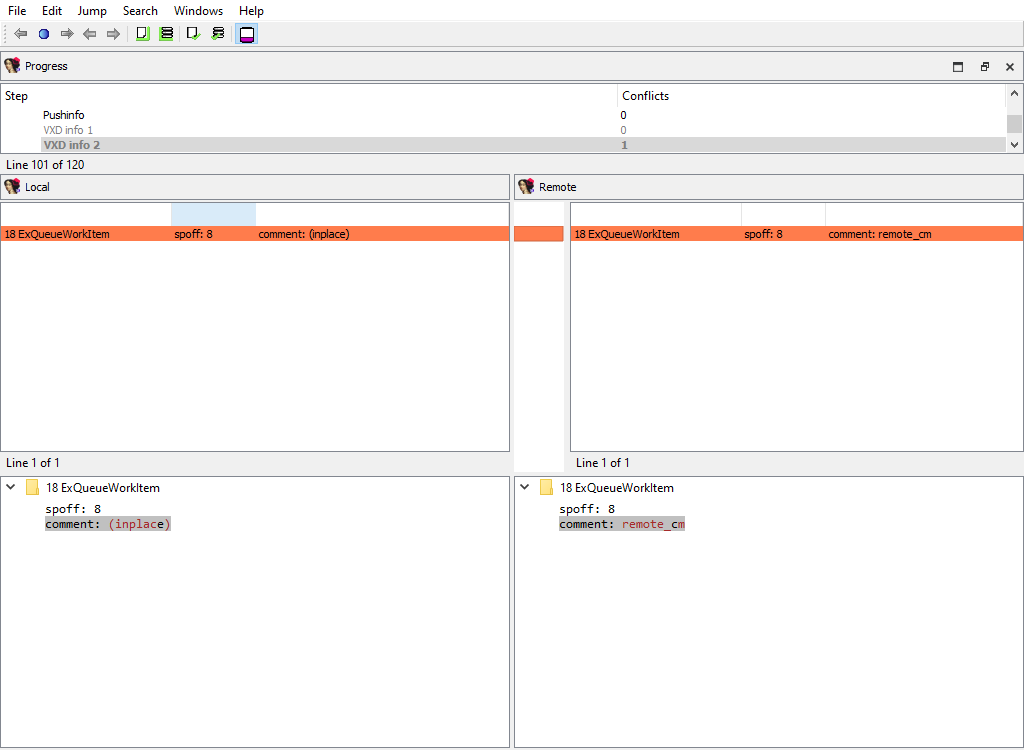 File Edit Jump Search Windows Help
Progress
Step Conflicts
Pushinfo 0
VXD info 1 0
VXD info 2 1
Line 101 of 120
Local Remote
18 ExQueueWorkItem spoff: 8 comment: (inplace) 18 ExQueueWorkItem spoff: 8 comment: remote_cm
Line 1 of 1 Line 1 of 1
18 ExQueueWorkItem 18 ExQueueWorkItem
spoff: 8 spoff: 8
comment: (inplace) comment: remote_cm